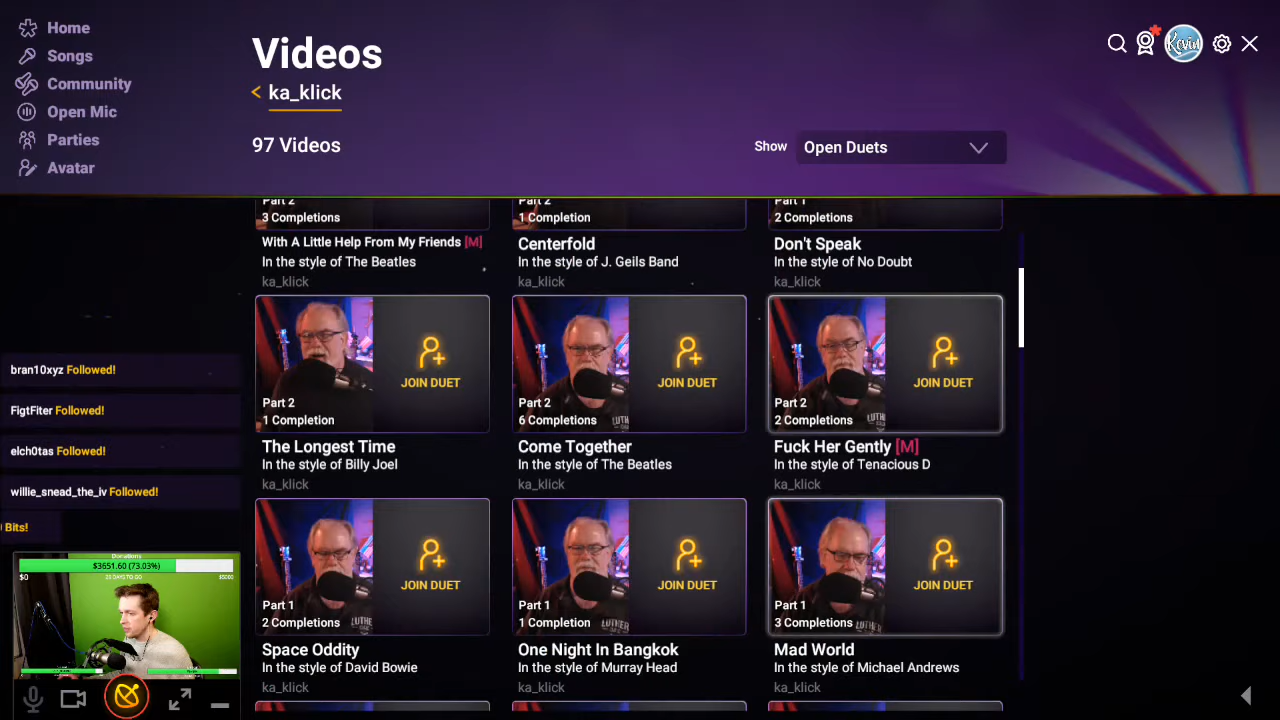 Home
Songs
Community
Open Mic
Parties
Avatar
Videos
< ka_klick
97 Videos
Show
Open Duets
Kevin
Part 2
3 Completions
With A Little Help From My Friends [M]
In the style of The Beatles
ka_klick
Part 2
1 Completion
Centerfold
In the style of J. Geils Band
ka_klick
Part 1
2 Completions
Don't Speak
In the style of No Doubt
ka_klick
JOIN DUET
Part 2
1 Completion
The Longest Time
In the style of Billy Joel
ka_klick
JOIN DUET
Part 2
6 Completions
Come Together
In the style of The Beatles
ka_klick
JOIN DUET
Part 2
2 Completions
Fuck Her Gently [M]
In the style of Tenacious D
ka_klick
JOIN DUET
Part 1
2 Completions
Space Oddity
In the style of David Bowie
ka_klick
JOIN DUET
Part 1
1 Completion
One Night In Bangkok
In the style of Murray Head
ka_klick
JOIN DUET
Part 1
3 Completions
Mad World
In the style of Michael Andrews
ka_klick
bran10xyz Followed!
FigtFiter Followed!
elch0tas Followed!
willie_snead_the_iv Followed!
Bits!
Donations
$3651.60 (73.03%)
$0
$5000